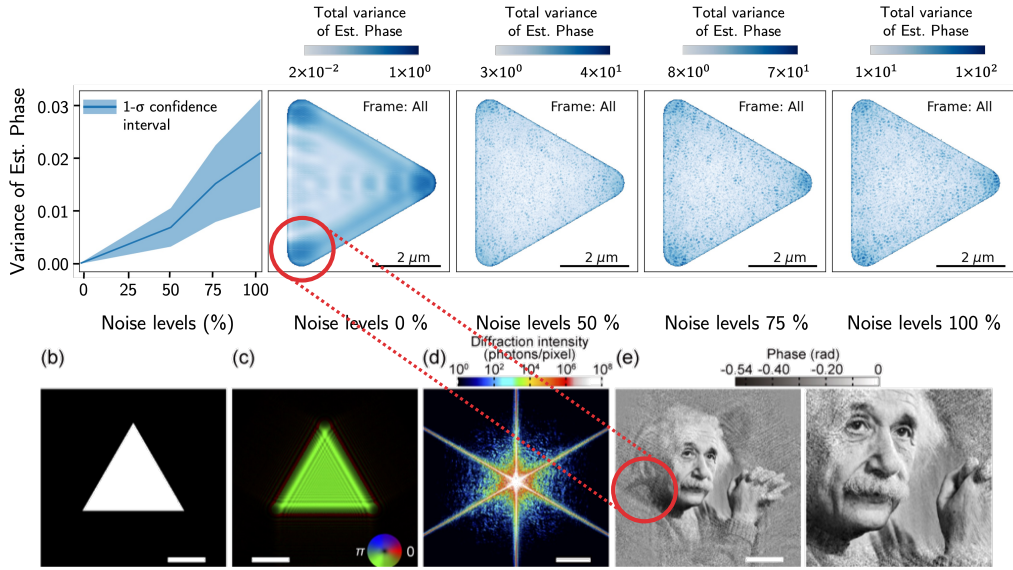 Total variance
of Est. Phase
2×10⁻²
1×10⁰
Total variance
of Est. Phase
3×10⁰
4×10¹
Total variance
of Est. Phase
8×10⁰
7×10¹
Total variance
of Est. Phase
1×10¹
1×10²
Variance of Est. Phase
0.03
0.02
0.01
0.00
1-σ confidence
interval
0
25
50
75
100
Noise levels (%)
Frame: All
2 μm
Noise levels 0 %
Frame: All
2 μm
Noise levels 50 %
Frame: All
2 μm
Noise levels 75 %
Frame: All
2 μm
Noise levels 100 %
(b)
(c)
π
0
(d)
Diffraction intensity
(photons/pixel)
10⁰
10²
10⁴
10⁶
10⁸
(e)
Phase (rad)
-0.54
-0.40
-0.20
0